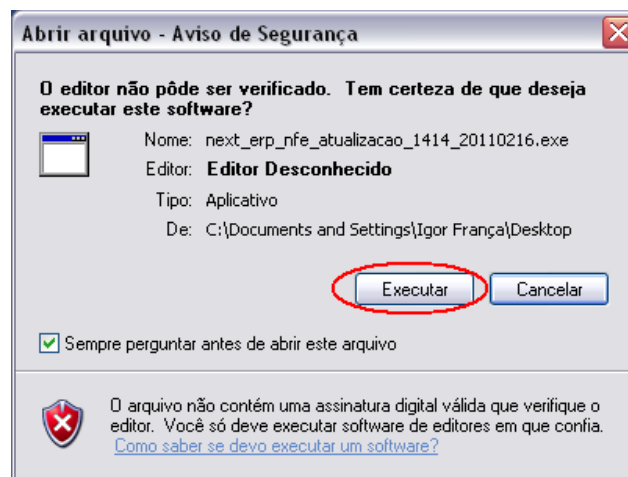 Abrir arquivo - Aviso de Segurança
O editor não pôde ser verificado. Tem certeza de que deseja
executar este software?
Nome: next_erp_nfe_atualizacao_1414_20110216.exe
Editor: Editor Desconhecido
Tipo: Aplicativo
De: C:\Documents and Settings\Igor França\Desktop
Executar Cancelar
Sempre perguntar antes de abrir este arquivo
O arquivo não contém uma assinatura digital válida que verifique o
editor. Você só deve executar software de editores em que confia.
Como saber se devo executar um software?